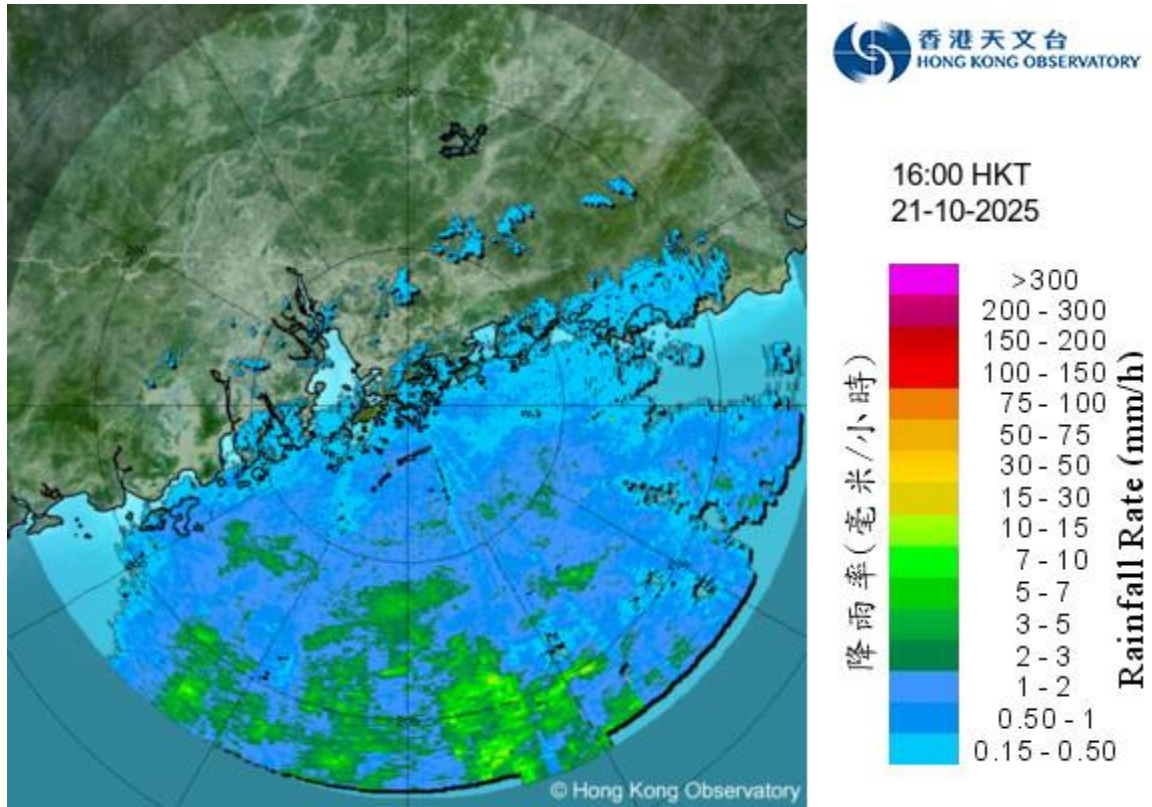 香港天文台
HONG KONG OBSERVATORY
16:00 HKT
21-10-2025
>300
200 - 300
150 - 200
100 - 150
75 - 100
50 - 75
30 - 50
15 - 30
10 - 15
7 - 10
5 - 7
3 - 5
2 - 3
1 - 2
0.50 - 1
0.15 - 0.50
降雨率(毫米/小時)
Rainfall Rate (mm/h)
200
200
© Hong Kong Observatory